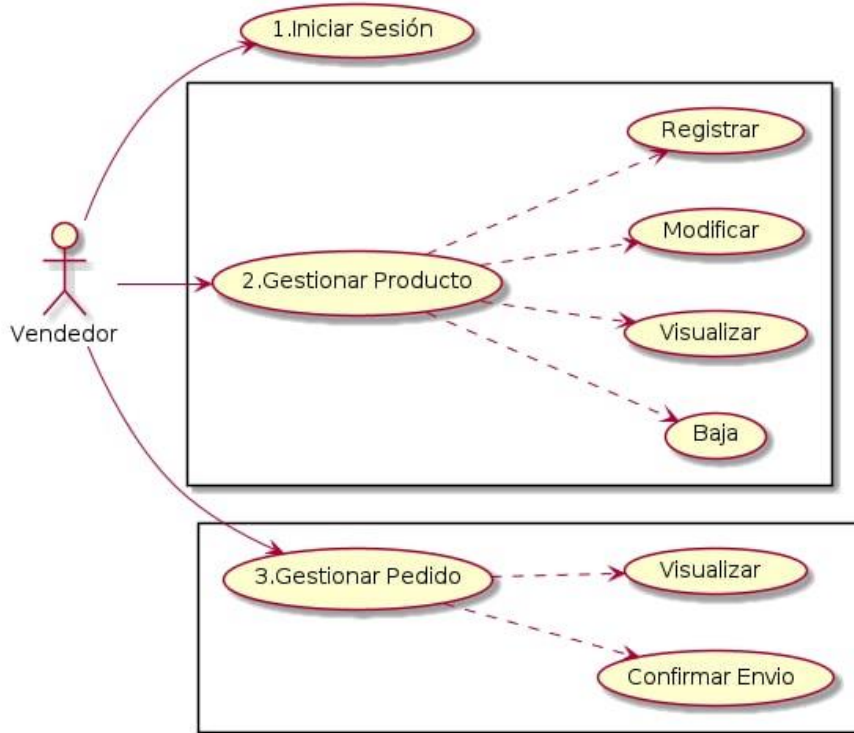 1.Iniciar Sesión
Registrar
Modificar
2.Gestionar Producto
Vendedor
Visualizar
Baja
3.Gestionar Pedido
Visualizar
Confirmar Envio